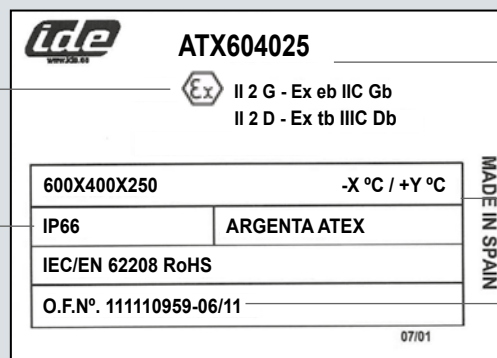 ide
www.ide.es
ATX604025
Ex
II 2 G - Ex eb IIC Gb
II 2 D - Ex tb IIIC Db
600X400X250 -X ºC / +Y ºC
IP66 ARGENTA ATEX
IEC/EN 62208 RoHS
O.F.Nº. 111110959-06/11
MADE IN SPAIN
07/01